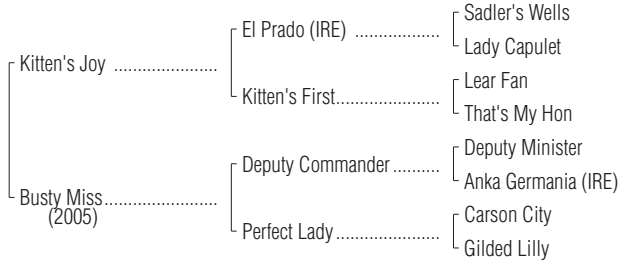 Sadler's Wells
El Prado (IRE) ....................
Lady Capulet
Kitten's Joy ......................
Lear Fan
Kitten's First.........................
That's My Hon
Deputy Minister
Deputy Commander ...........
Anka Germania (IRE)
Busty Miss.........................
(2005)
Carson City
Perfect Lady.........................
Gilded Lilly